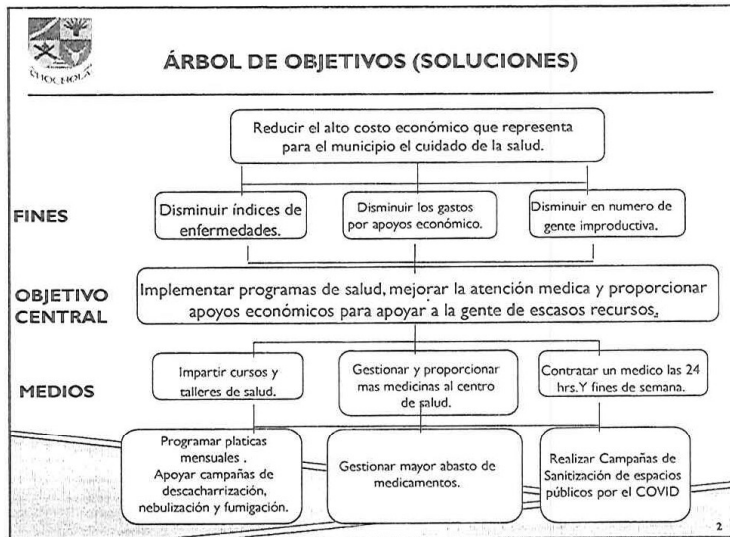 CHOCHOLÁ
ÁRBOL DE OBJETIVOS (SOLUCIONES)
Reducir el alto costo económico que representa
para el municipio el cuidado de la salud.
FINES
Disminuir índices de
enfermedades.
Disminuir los gastos
por apoyos económico.
Disminuir en numero de
gente improductiva.
OBJETIVO
CENTRAL
Implementar programas de salud, mejorar la atención medica y proporcionar
apoyos económicos para apoyar a la gente de escasos recursos.
MEDIOS
Impartir cursos y
talleres de salud.
Gestionar y proporcionar
mas medicinas al centro
de salud.
Contratar un medico las 24
hrs. Y fines de semana.
Programar platicas
mensuales .
Apoyar campañas de
descacharrización,
nebulización y fumigación.
Gestionar mayor abasto de
medicamentos.
Realizar Campañas de
Sanitización de espacios
públicos por el COVID
2